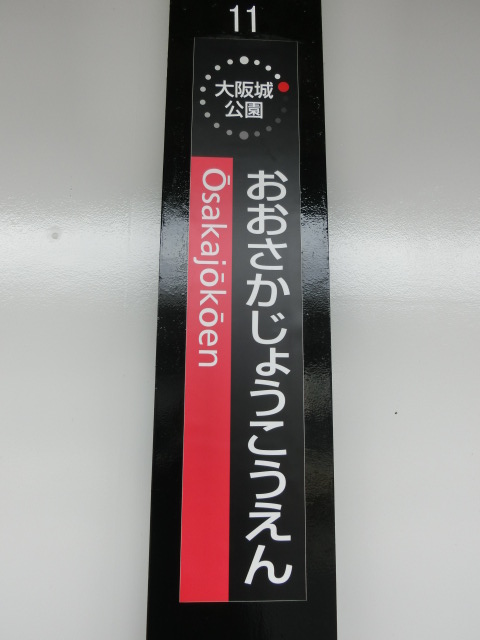 11
大阪城
公園
おおさかじょうこうえん
Ōsakajōkōen